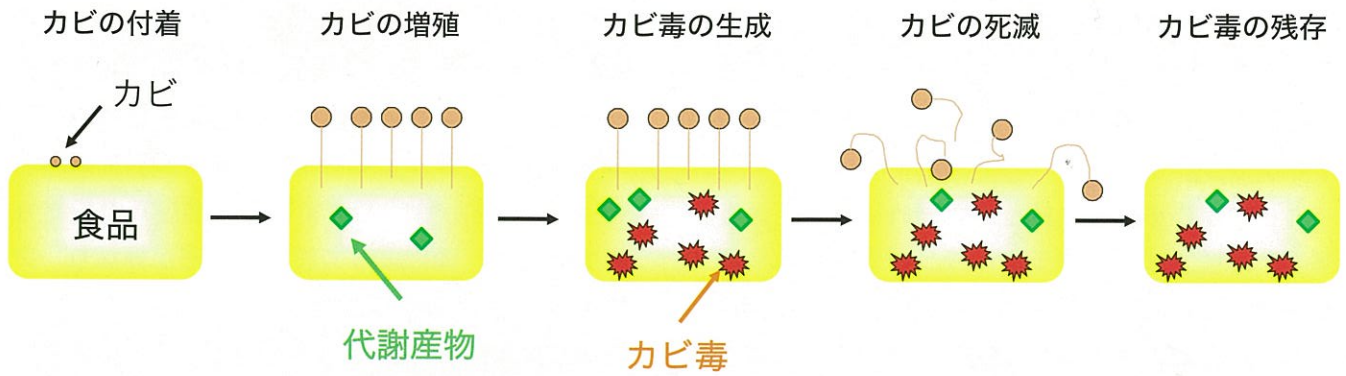 カビの付着
カビの増殖
カビ毒の生成
カビの死滅
カビ毒の残存
カビ
食品
代謝産物
カビ毒